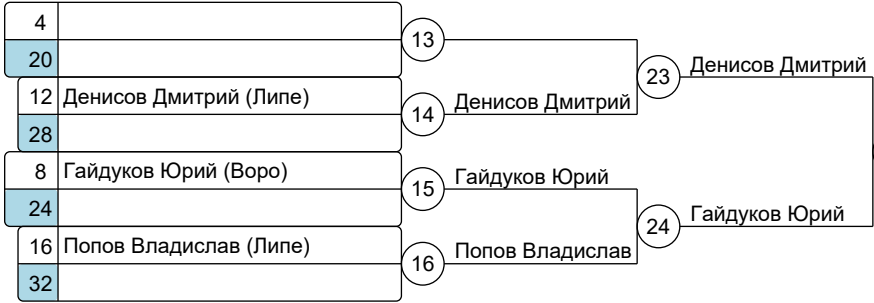 4
13
20
23 Денисов Дмитрий
12 Денисов Дмитрий (Липе)
14 Денисов Дмитрий
28
8 Гайдуков Юрий (Воро)
15 Гайдуков Юрий
24
24 Гайдуков Юрий
16 Попов Владислав (Липе)
16 Попов Владислав
32